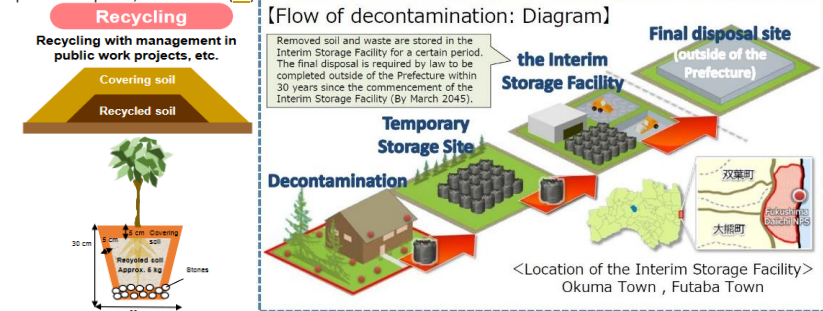 Recycling
Recycling with management in
public work projects, etc.
Covering soil
Recycled soil
5 cm Covering
soil
5 cm
30 cm
Recycled soil
Approx. 6 kg
Stones
【Flow of decontamination: Diagram】
Removed soil and waste are stored in the
Interim Storage Facility for a certain period.
The final disposal is required by law to be
completed outside of the Prefecture within
30 years since the commencement of the
Interim Storage Facility (By March 2045).
Final disposal site
(outside of the
Prefecture)
the Interim
Storage Facility
Temporary
Storage Site
Decontamination
双葉町
大熊町
Fukushima
Daiichi NPS
<Location of the Interim Storage Facility>
Okuma Town , Futaba Town